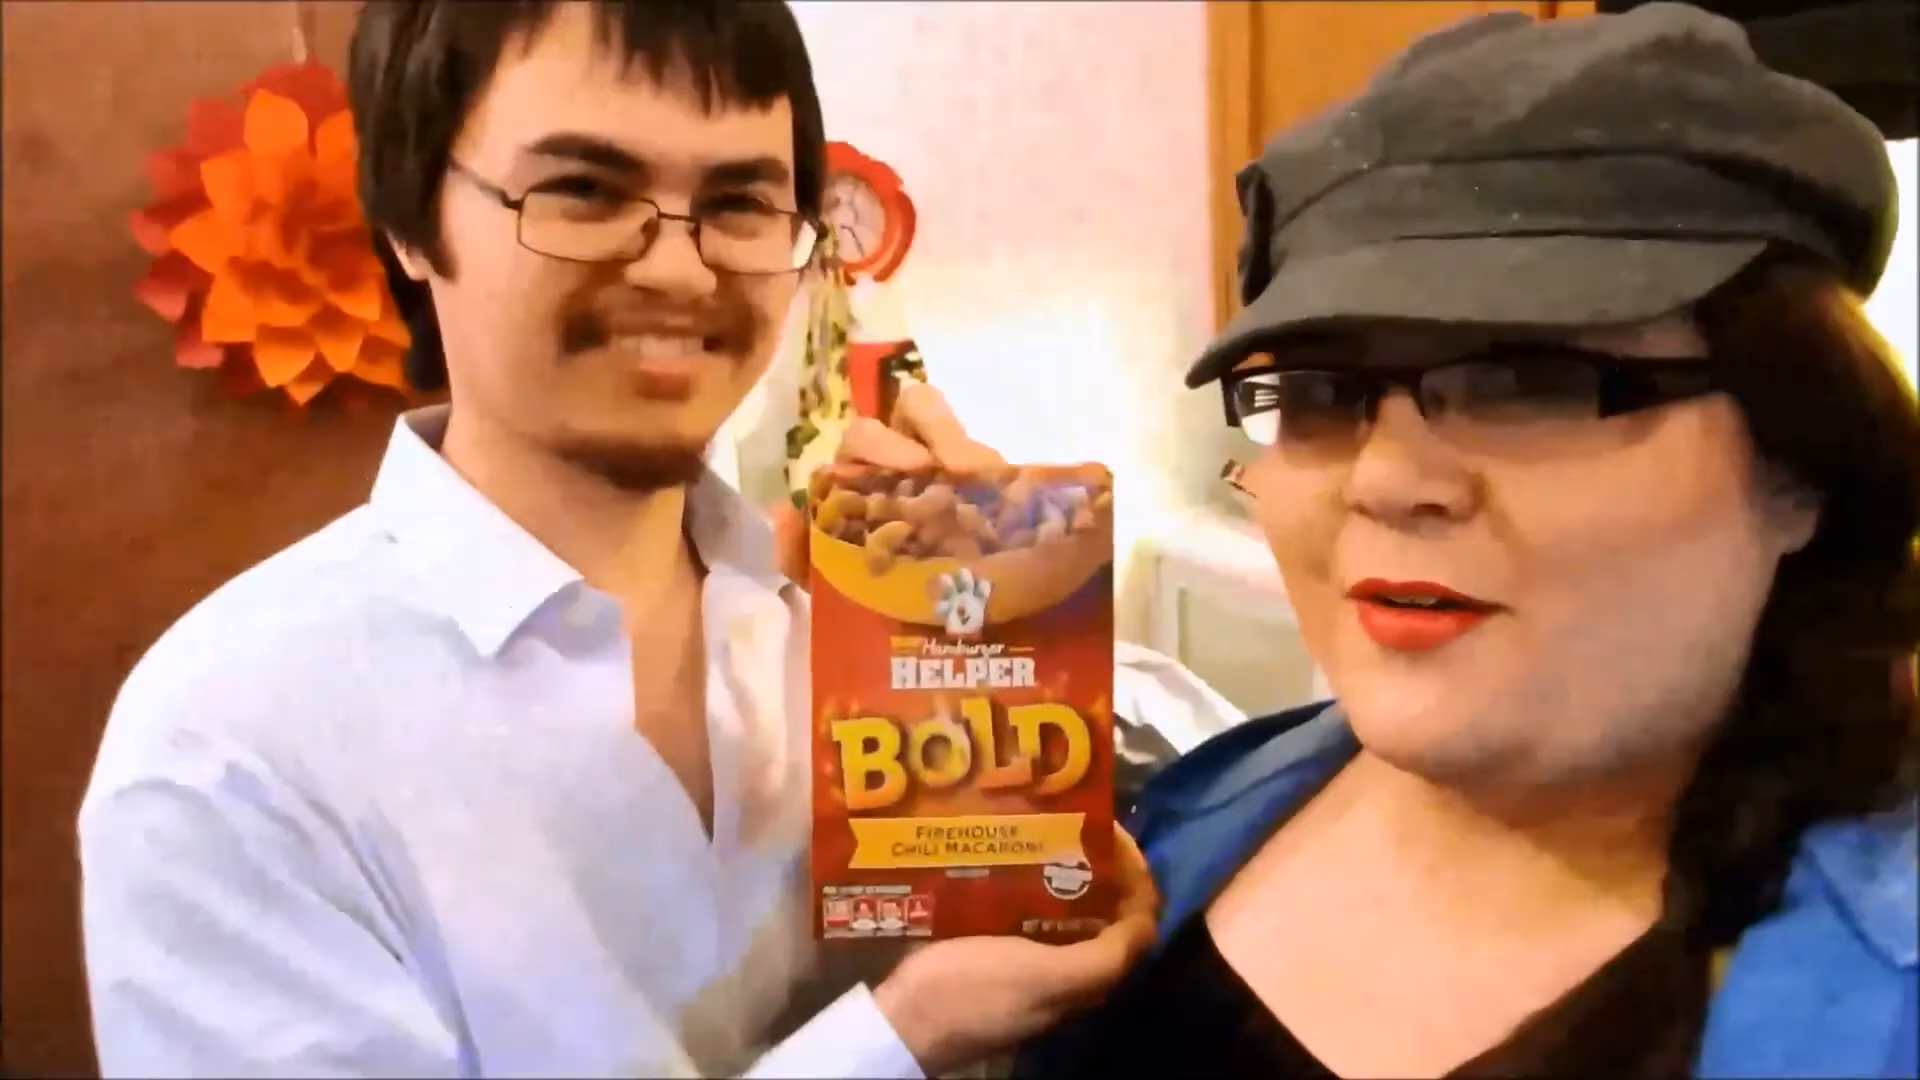 Hamburger
HELPER
BOLD
FIREHOUSE
CHILI MACARONI